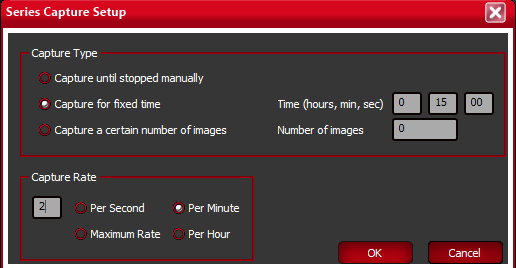 Series Capture Setup
Capture Type
Capture until stopped manually
Capture for fixed time Time (hours, min, sec) 0 15 00
Capture a certain number of images Number of images 0
Capture Rate
2 Per Second Per Minute
Maximum Rate Per Hour
OK Cancel